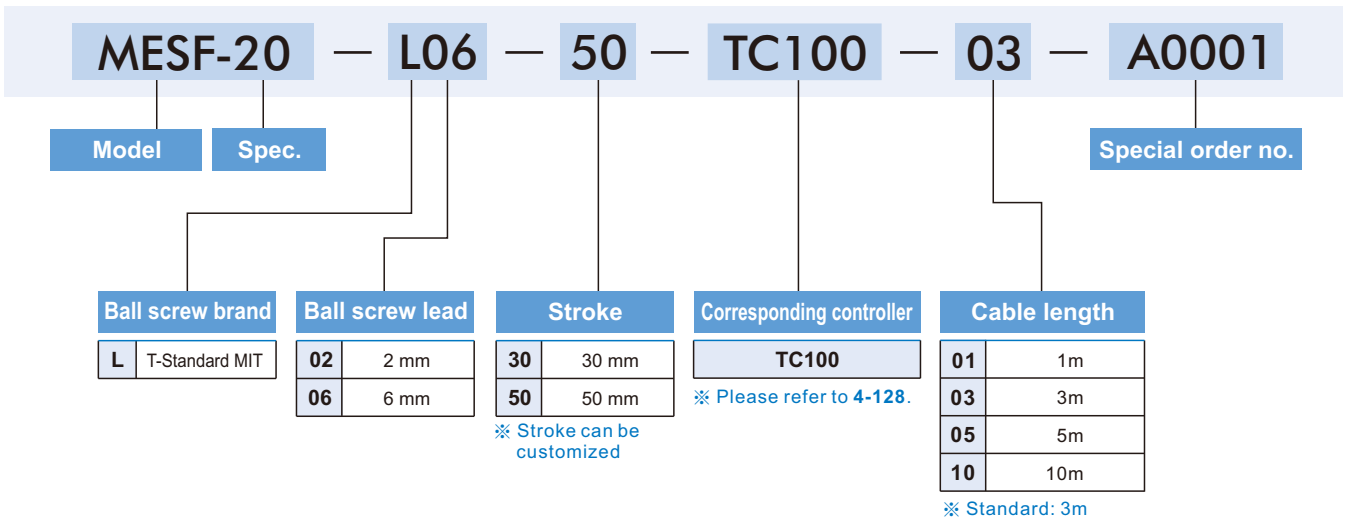 MESF-20 — L06 — 50 — TC100 — 03 — A0001
Model
Spec.
Special order no.
Ball screw brand
L T-Standard MIT
Ball screw lead
02 2 mm
06 6 mm
Stroke
30 30 mm
50 50 mm
※ Stroke can be
customized
Corresponding controller
TC100
※ Please refer to 4-128.
Cable length
01 1m
03 3m
05 5m
10 10m
※ Standard: 3m